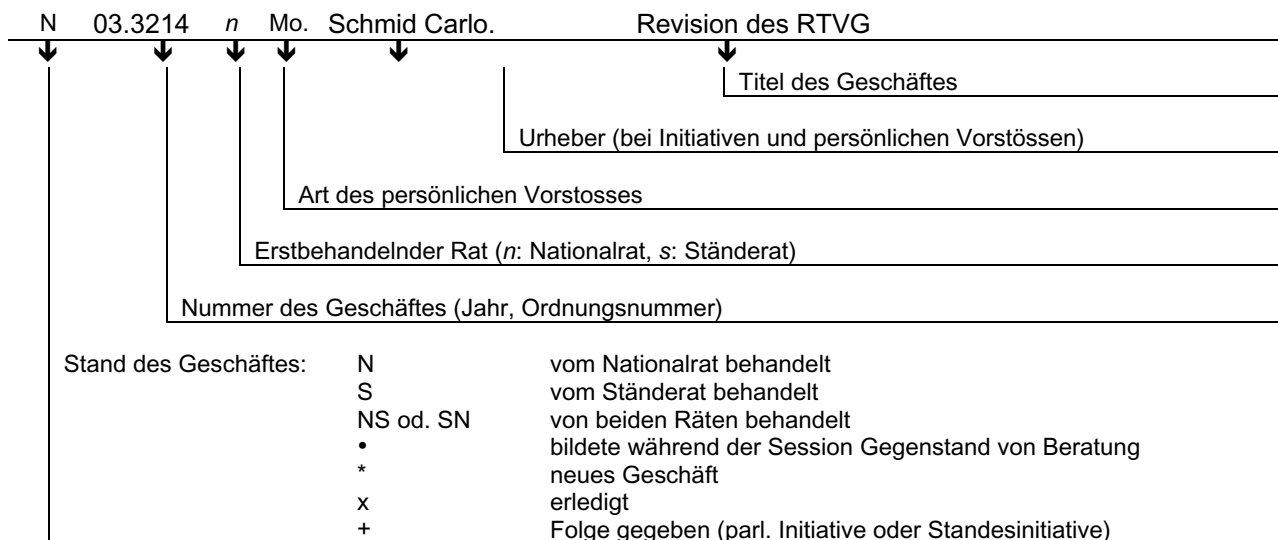 N 03.3214 n Mo. Schmid Carlo. Revision des RTVG
Titel des Geschäftes
Urheber (bei Initiativen und persönlichen Vorstössen)
Art des persönlichen Vorstosses
Erstbehandelnder Rat (n: Nationalrat, s: Ständerat)
Nummer des Geschäftes (Jahr, Ordnungsnummer)
Stand des Geschäftes: N vom Nationalrat behandelt
S vom Ständerat behandelt
NS od. SN von beiden Räten behandelt
• bildete während der Session Gegenstand von Beratung
* neues Geschäft
x erledigt
+ Folge gegeben (parl. Initiative oder Standesinitiative)